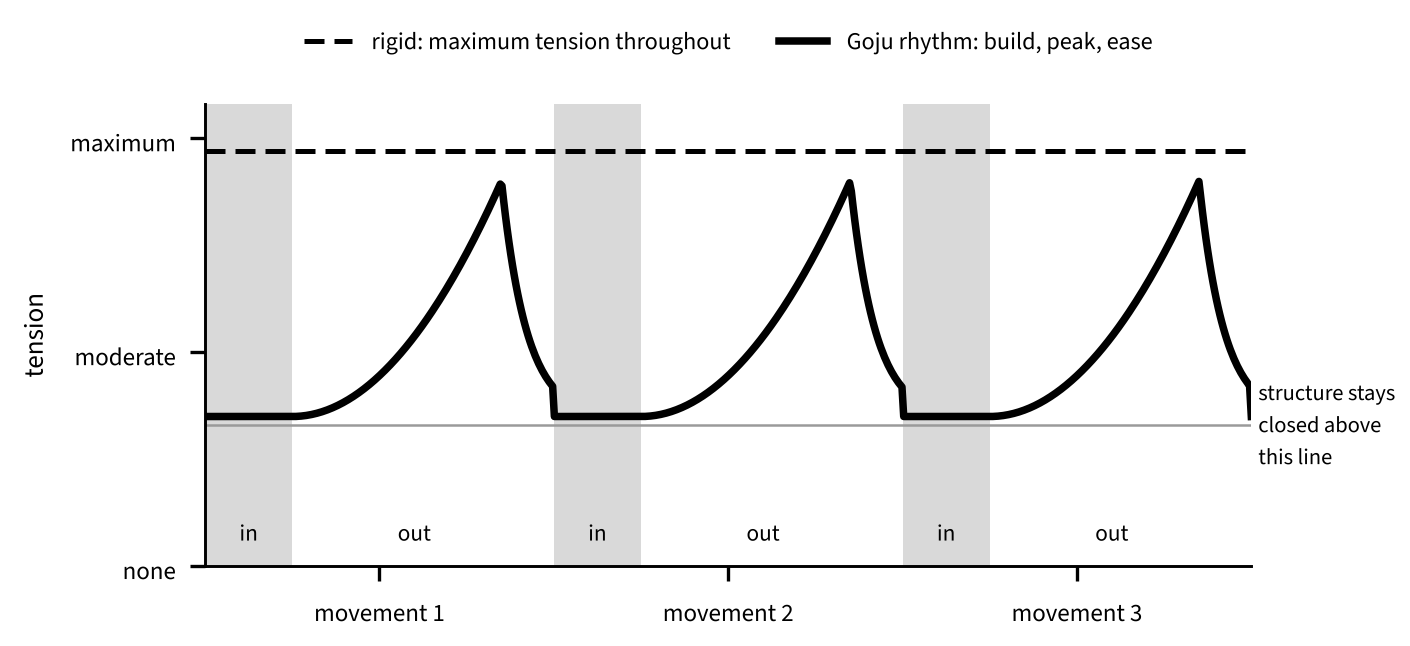 rigid: maximum tension throughout
Goju rhythm: build, peak, ease
maximum
moderate
none
tension
structure stays
closed above
this line
in
out
in
out
in
out
movement 1
movement 2
movement 3